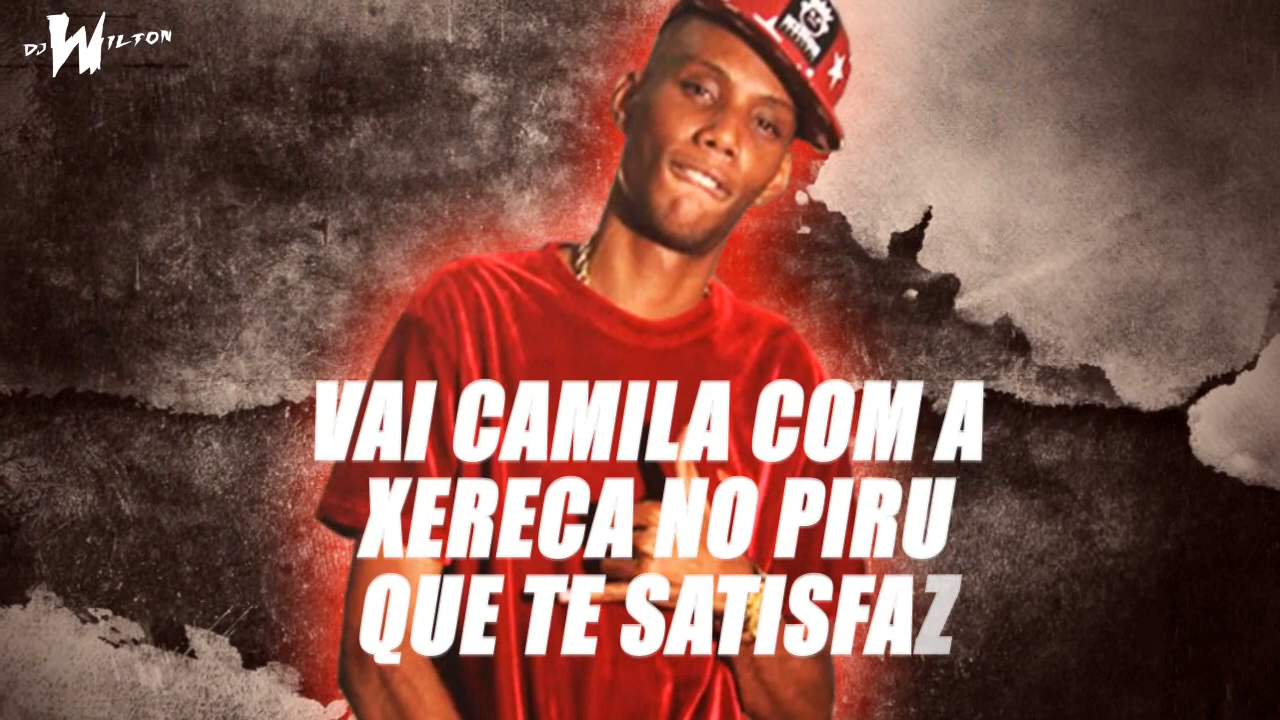 DJ WILTON
VAI CAMILA COM A
XERECA NO PIRU
QUE TE SATISFAZ